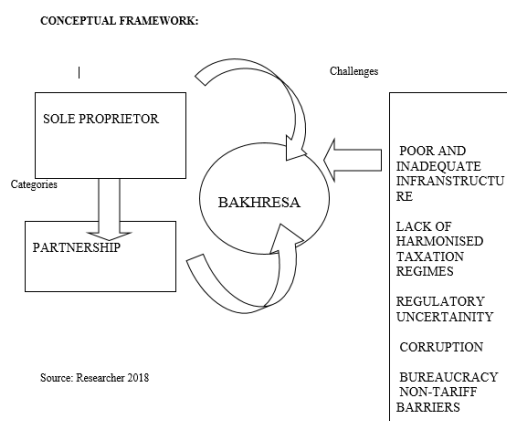 CONCEPTUAL FRAMEWORK:
Challenges
SOLE PROPRIETOR
Categories
PARTNERSHIP
BAKHRESA
POOR AND
INADEQUATE
INFRANSTRUCTU
RE
LACK OF
HARMONISED
TAXATION
REGIMES
REGULATORY
UNCERTAINITY
CORRUPTION
BUREAUCRACY
NON-TARIFF
BARRIERS
Source: Researcher 2018